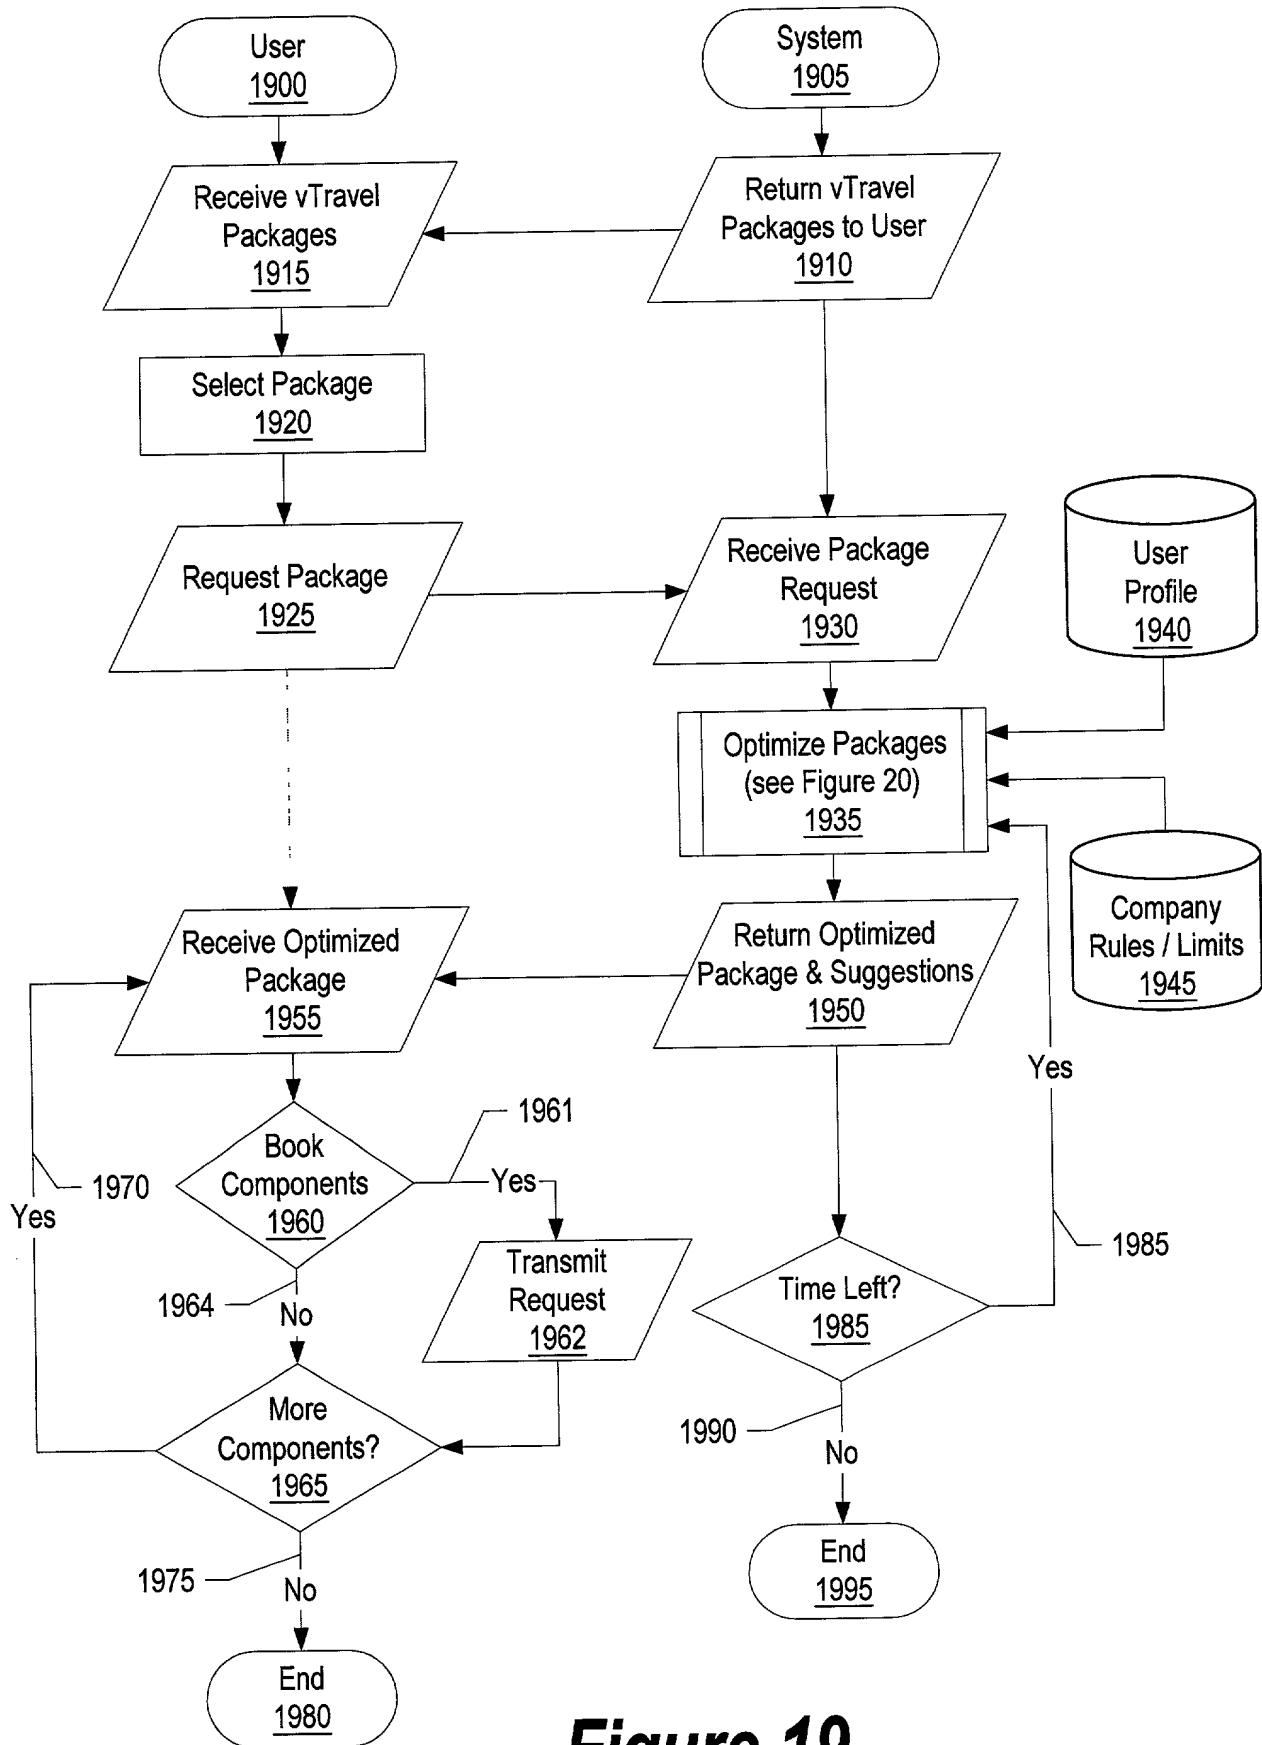 User
1900
System
1905
Receive vTravel
Packages
1915
Return vTravel
Packages to User
1910
Select Package
1920
Request Package
1925
Receive Package
Request
1930
User
Profile
1940
Optimize Packages
(see Figure 20)
1935
Company
Rules / Limits
1945
Receive Optimized
Package
1955
Return Optimized
Package & Suggestions
1950
Yes
1961
Book
Components
1960
Yes
1970
Yes
1985
1964
No
Transmit
Request
1962
Time Left?
1985
More
Components?
1965
1990
No
1975
No
End
1995
End
1980
Figure 19